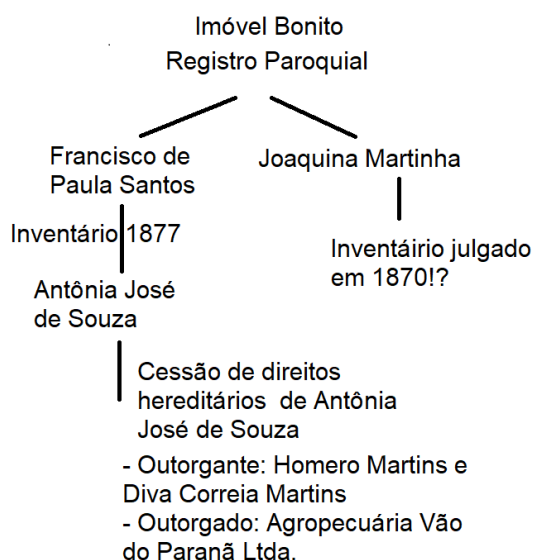 Imóvel Bonito
Registro Paroquial
Francisco de
Paula Santos
Joaquina Martinha
Inventário 1877
Inventáirio julgado
em 1870!?
Antônia José
de Souza
Cessão de direitos
hereditários de Antônia
José de Souza
- Outorgante: Homero Martins e
Diva Correia Martins
- Outorgado: Agropecuária Vão
do Paranã Ltda.